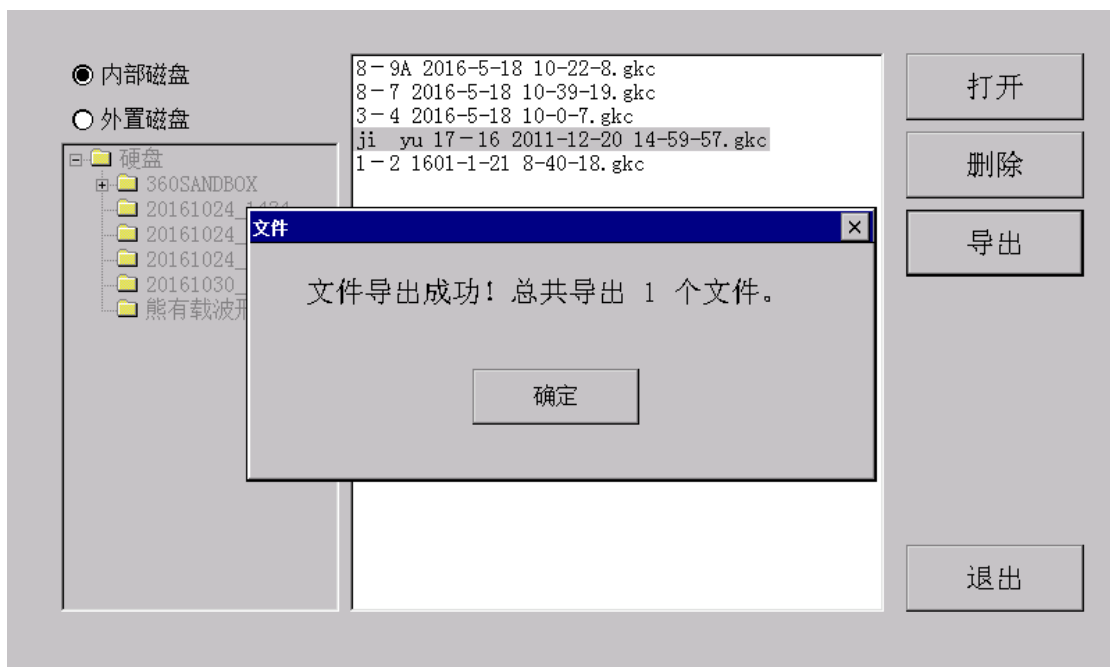 内部磁盘
外置磁盘
硬盘
360SANDBOX
20161024_1434
20161024_
20161024_
20161030_
熊有载波形
8-9A 2016-5-18 10-22-8.gkc
8-7 2016-5-18 10-39-19.gkc
3-4 2016-5-18 10-0-7.gkc
ji  yu 17-16 2011-12-20 14-59-57.gkc
1-2 1601-1-21 8-40-18.gkc
打开
删除
导出
退出
文件
文件导出成功! 总共导出 1 个文件。
确定